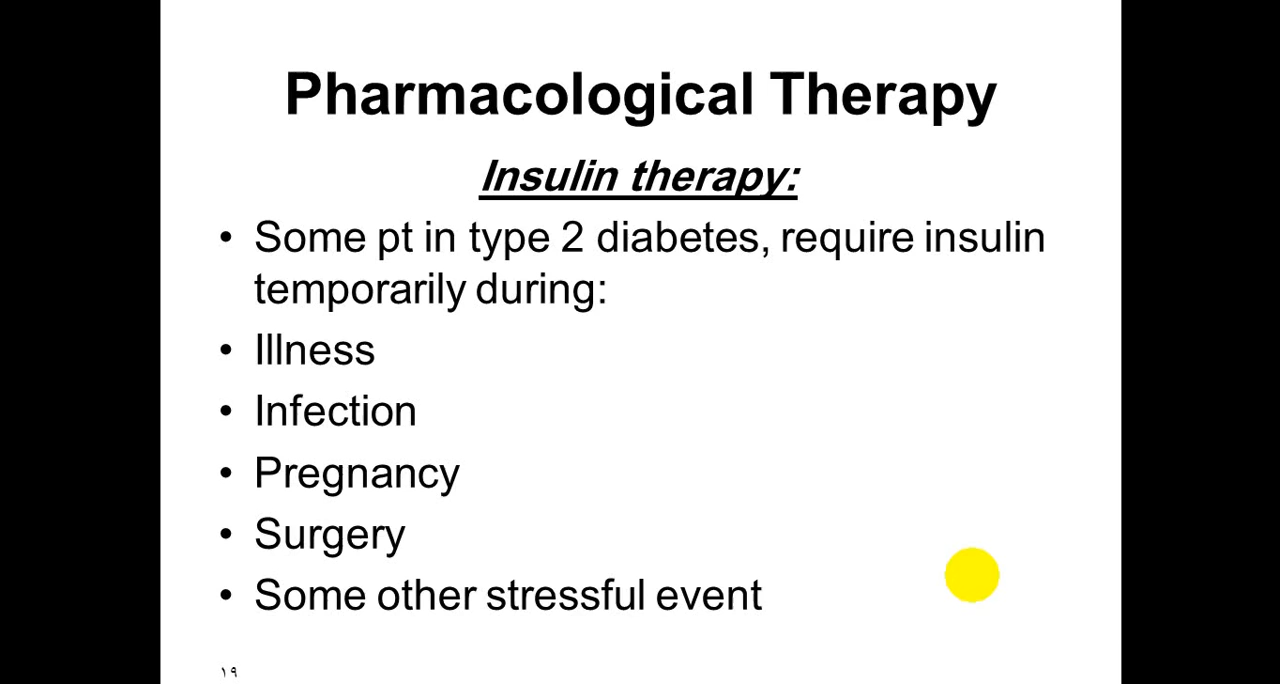 Pharmacological Therapy
Insulin therapy:
• Some pt in type 2 diabetes, require insulin
temporarily during:
• Illness
• Infection
• Pregnancy
• Surgery
• Some other stressful event
١٩